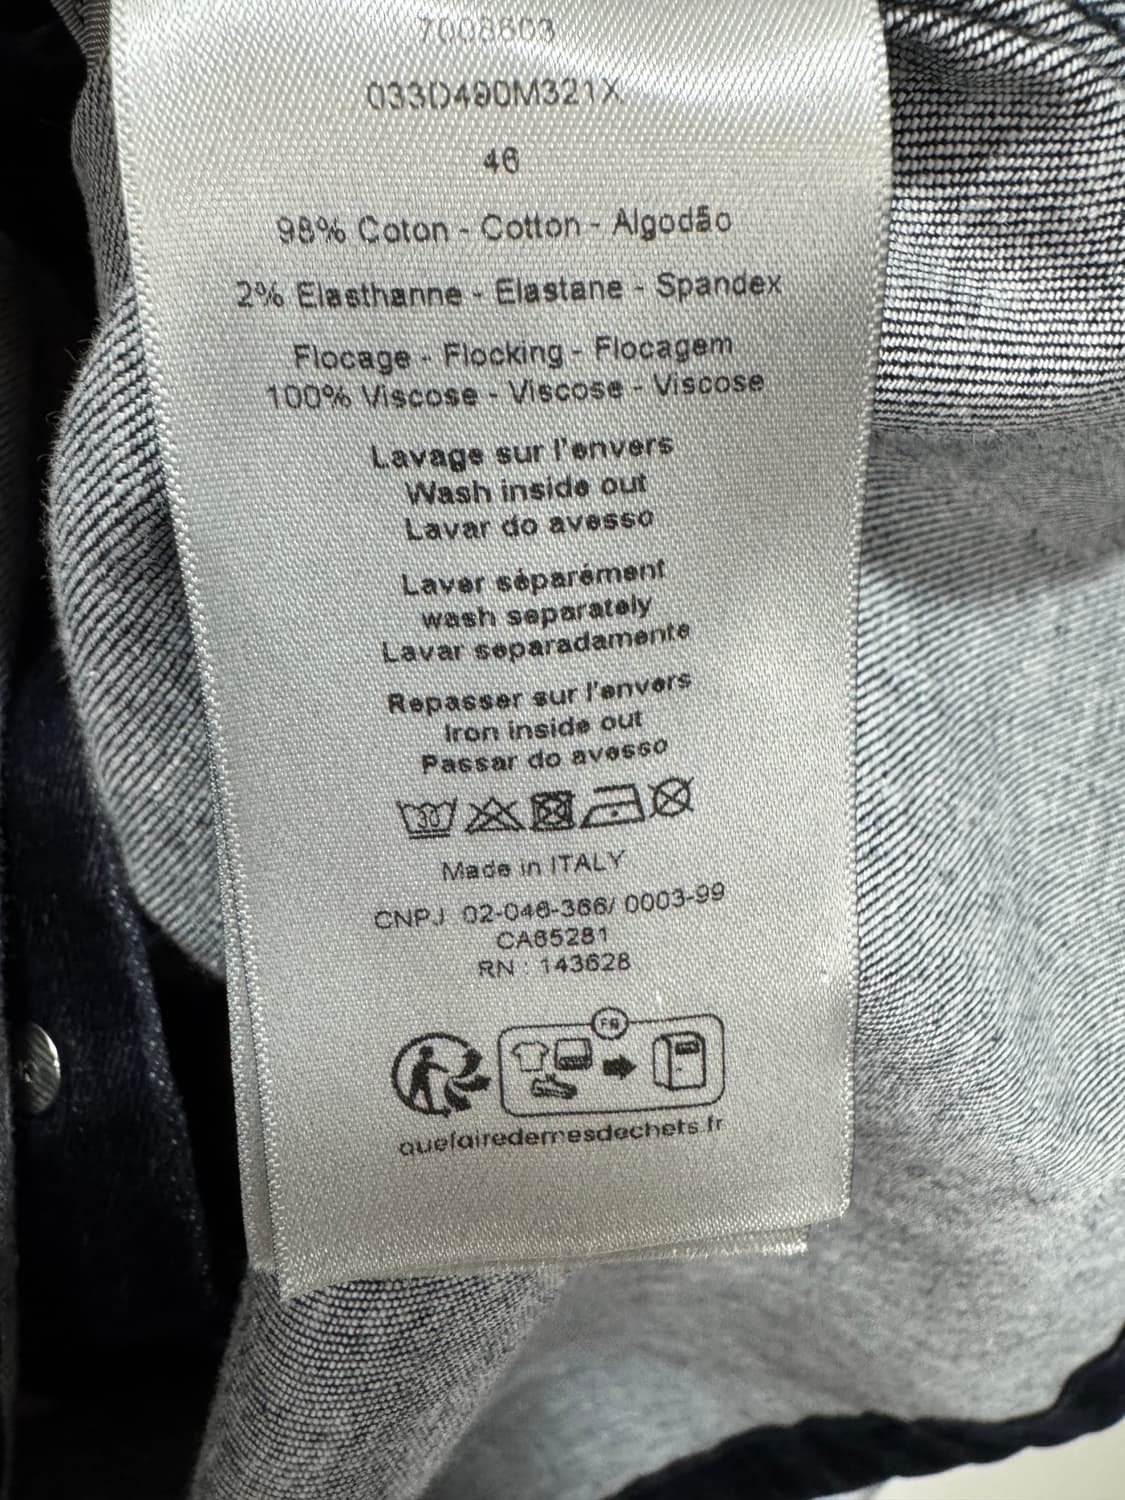 7008603
033D490M321X
46
98% Coton - Cotton - Algodão
2% Elasthanne - Elastane - Spandex
Flocage - Flocking - Flocagem
100% Viscose - Viscose - Viscose
Lavage sur l'envers
Wash inside out
Lavar do avesso
Laver séparément
wash separately
Lavar separadamente
Repasser sur l'envers
Iron inside out
Passar do avesso
30
Made in ITALY
CNPJ 02-046-366/ 0003-99
CA65281
RN : 143628
FR
quefairedemesdechets.fr